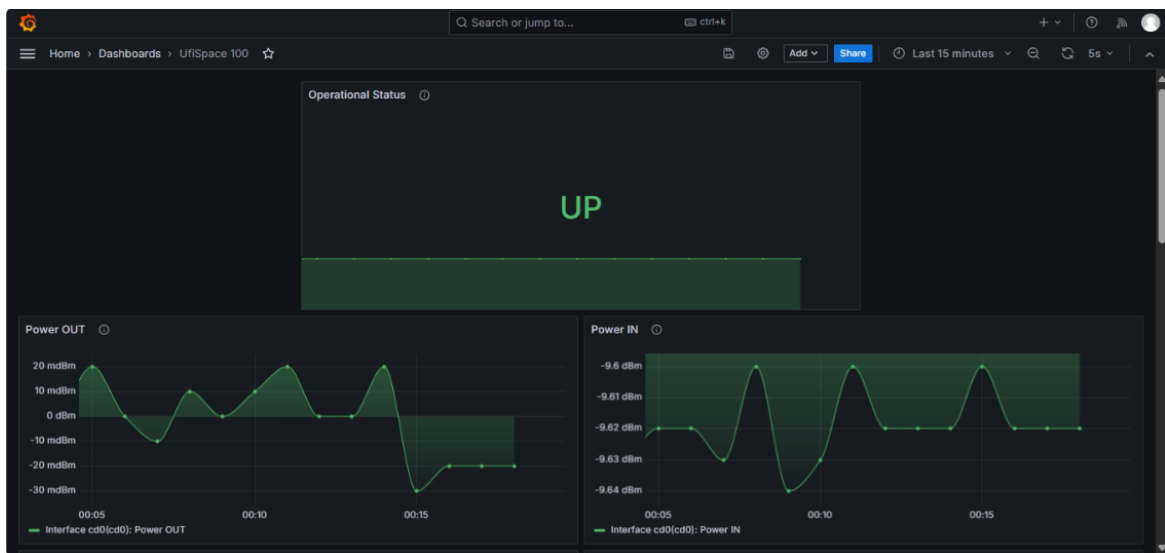 Search or jump to... ctrl+k
Home › Dashboards › UfiSpace 100 Add Share Last 15 minutes 5s
Operational Status
UP
Power OUT
20 mdBm
10 mdBm
0 dBm
-10 mdBm
-20 mdBm
-30 mdBm
00:05 00:10 00:15
Interface cd0(cd0): Power OUT
Power IN
-9.6 dBm
-9.61 dBm
-9.62 dBm
-9.63 dBm
-9.64 dBm
00:05 00:10 00:15
Interface cd0(cd0): Power IN